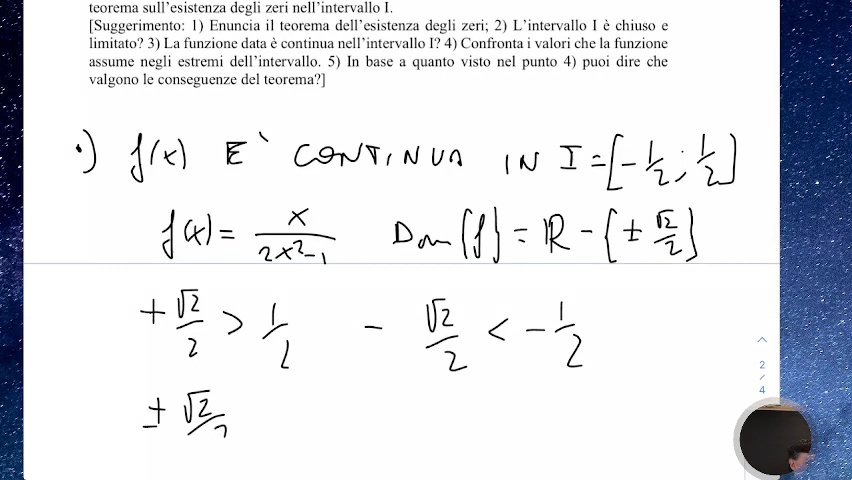 teorema sull'esistenza degli zeri nell'intervallo I.
[Suggerimento: 1) Enuncia il teorema dell'esistenza degli zeri; 2) L'intervallo I è chiuso e
limitato? 3) La funzione data è continua nell'intervallo I? 4) Confronta i valori che la funzione
assume negli estremi dell'intervallo. 5) In base a quanto visto nel punto 4) puoi dire che
valgono le conseguenze del teorema?]
•) f(x) E` CONTINUA IN I=[-1/2; 1/2]
f(x)= x/(2x²-1) Dom{f}= ℝ - {± √2/2}
+ √2/2 > 1/2 - √2/2 < - 1/2
± √2/2
2
/
4